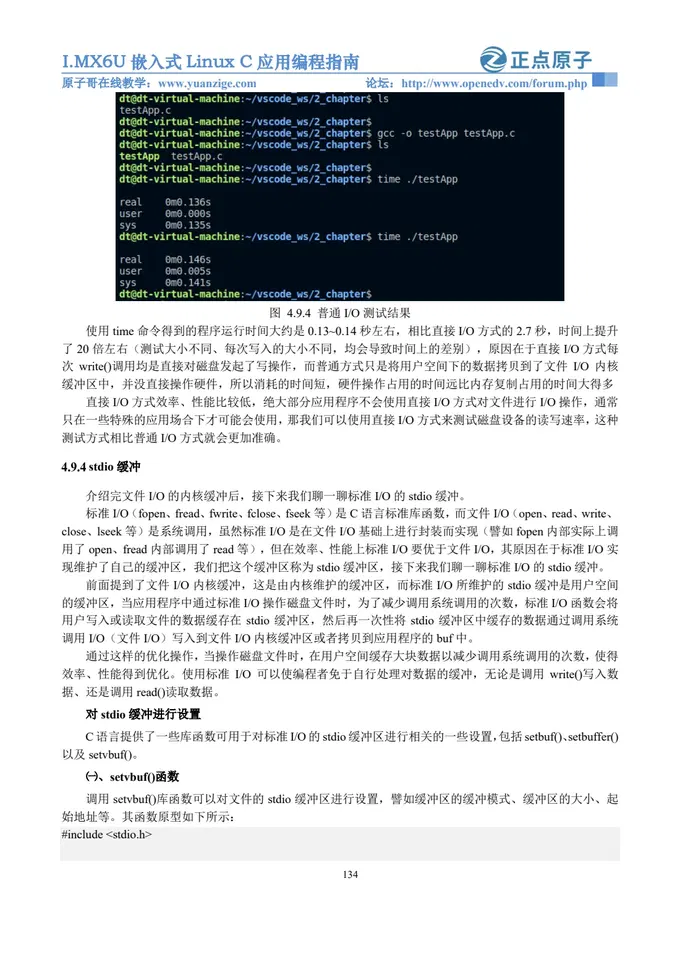 I.MX6U 嵌入式 Linux C 应用编程指南
正点原子
原子哥在线教学：www.yuanzige.com 论坛：http://www.openedv.com/forum.php
dt@dt-virtual-machine:~/vscode_ws/2_chapter$ ls
testApp.c
dt@dt-virtual-machine:~/vscode_ws/2_chapter$
dt@dt-virtual-machine:~/vscode_ws/2_chapter$ gcc -o testApp testApp.c
dt@dt-virtual-machine:~/vscode_ws/2_chapter$ ls
testApp testApp.c
dt@dt-virtual-machine:~/vscode_ws/2_chapter$
dt@dt-virtual-machine:~/vscode_ws/2_chapter$ time ./testApp
real 0m0.136s
user 0m0.000s
sys 0m0.135s
dt@dt-virtual-machine:~/vscode_ws/2_chapter$ time ./testApp
real 0m0.146s
user 0m0.005s
sys 0m0.141s
dt@dt-virtual-machine:~/vscode_ws/2_chapter$
图 4.9.4 普通 I/O 测试结果
使用 time 命令得到的程序运行时间大约是 0.13~0.14 秒左右，相比直接 I/O 方式的 2.7 秒，时间上提升
了 20 倍左右（测试大小不同、每次写入的大小不同，均会导致时间上的差别），原因在于直接 I/O 方式每
次 write()调用均是直接对磁盘发起了写操作，而普通方式只是将用户空间下的数据拷贝到了文件 I/O 内核
缓冲区中，并没直接操作硬件，所以消耗的时间短，硬件操作占用的时间远比内存复制占用的时间大得多
直接 I/O 方式效率、性能比较低，绝大部分应用程序不会使用直接 I/O 方式对文件进行 I/O 操作，通常
只在一些特殊的应用场合下才可能会使用，那我们可以使用直接 I/O 方式来测试磁盘设备的读写速率，这种
测试方式相比普通 I/O 方式就会更加准确。
4.9.4 stdio 缓冲
介绍完文件 I/O 的内核缓冲后，接下来我们聊一聊标准 I/O 的 stdio 缓冲。
标准 I/O（fopen、fread、fwrite、fclose、fseek 等）是 C 语言标准库函数，而文件 I/O（open、read、write、
close、lseek 等）是系统调用，虽然标准 I/O 是在文件 I/O 基础上进行封装而实现（譬如 fopen 内部实际上调
用了 open、fread 内部调用了 read 等），但在效率、性能上标准 I/O 要优于文件 I/O，其原因在于标准 I/O 实
现维护了自己的缓冲区，我们把这个缓冲区称为 stdio 缓冲区，接下来我们聊一聊标准 I/O 的 stdio 缓冲。
前面提到了文件 I/O 内核缓冲，这是由内核维护的缓冲区，而标准 I/O 所维护的 stdio 缓冲是用户空间
的缓冲区，当应用程序中通过标准 I/O 操作磁盘文件时，为了减少调用系统调用的次数，标准 I/O 函数会将
用户写入或读取文件的数据缓存在 stdio 缓冲区，然后再一次性将 stdio 缓冲区中缓存的数据通过调用系统
调用 I/O（文件 I/O）写入到文件 I/O 内核缓冲区或者拷贝到应用程序的 buf 中。
通过这样的优化操作，当操作磁盘文件时，在用户空间缓存大块数据以减少调用系统调用的次数，使得
效率、性能得到优化。使用标准 I/O 可以使编程者免于自行处理对数据的缓冲，无论是调用 write()写入数
据、还是调用 read()读取数据。
对 stdio 缓冲进行设置
C 语言提供了一些库函数可用于对标准 I/O 的 stdio 缓冲区进行相关的一些设置，包括 setbuf()、setbuffer()
以及 setvbuf()。
㈠、setvbuf()函数
调用 setvbuf()库函数可以对文件的 stdio 缓冲区进行设置，譬如缓冲区的缓冲模式、缓冲区的大小、起
始地址等。其函数原型如下所示：
#include <stdio.h>
134